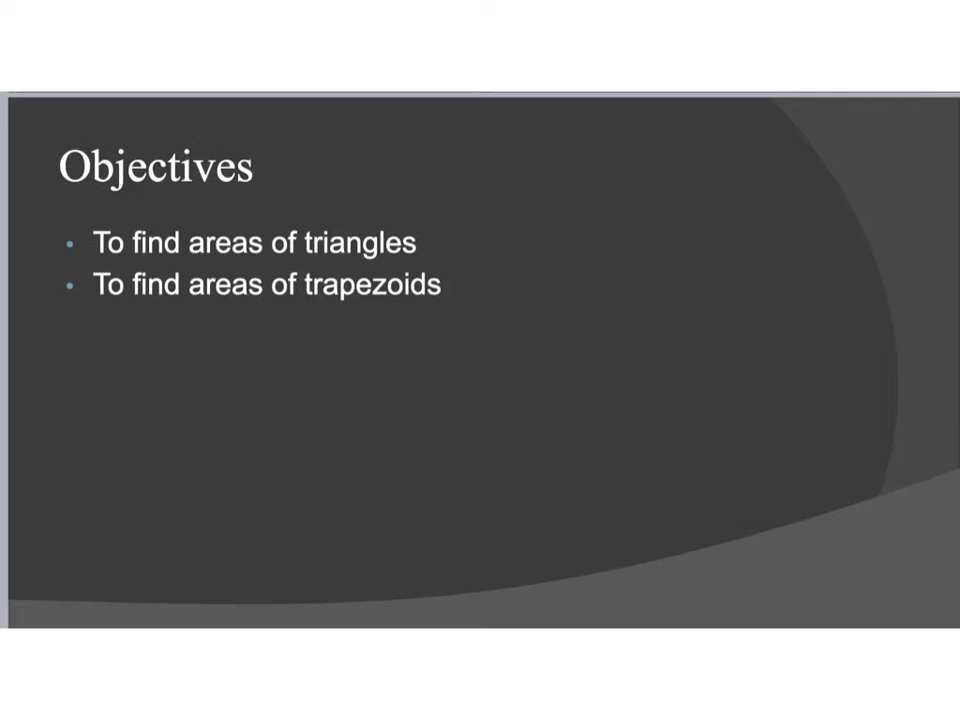 Objectives
• To find areas of triangles
• To find areas of trapezoids